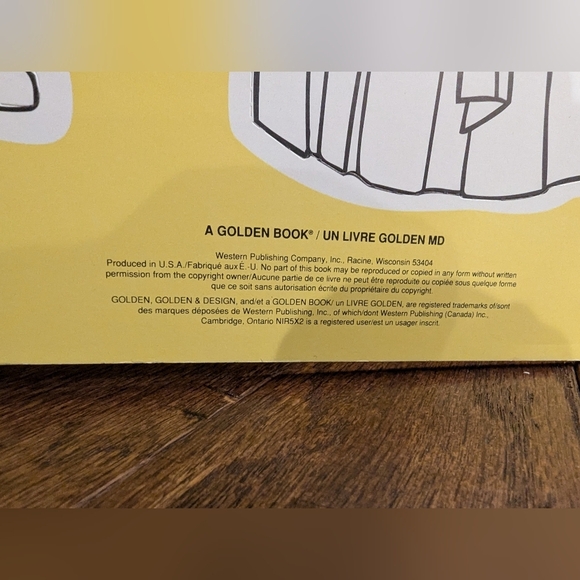 A GOLDEN BOOK® / UN LIVRE GOLDEN MD
Western Publishing Company, Inc., Racine, Wisconsin 53404
Produced in U.S.A./Fabriqué aux É.-U. No part of this book may be reproduced or copied in any form without written
permission from the copyright owner/Aucune partie de ce livre ne peut être reproduite ou copiée sous quelque forme
que ce soit sans autorisation écrite du propriétaire du copyright.
GOLDEN, GOLDEN & DESIGN, and/et a GOLDEN BOOK/ un LIVRE GOLDEN, are registered trademarks of/sont
des marques déposées de Western Publishing, Inc., of which/dont Western Publishing (Canada) Inc.,
Cambridge, Ontario NIR5X2 is a registered user/est un usager inscrit.